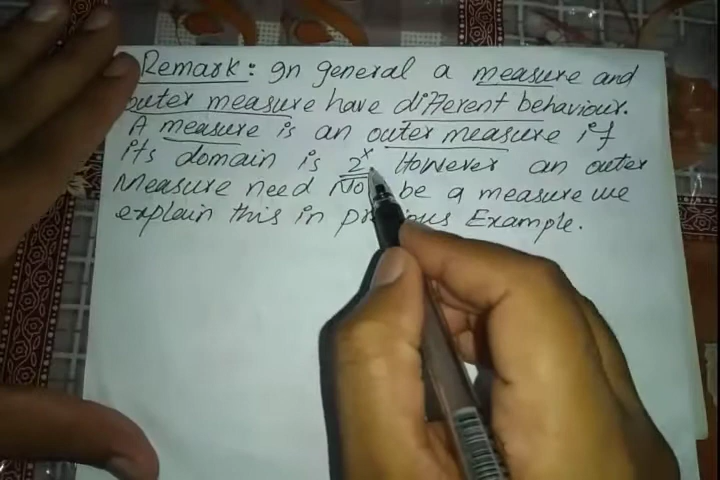 Remark: In general a measure and
outer measure have different behaviour.
A measure is an outer measure if
its domain is 2^x However an outer
Measure need Not be a measure we
explain this in previous Example.